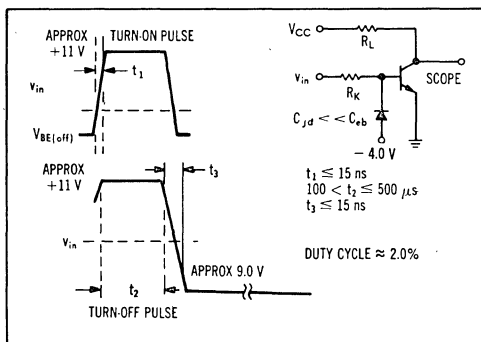 APPROX
+11 V
TURN-ON PULSE
t1
vin
VBE(off)
APPROX
+11 V
t3
vin
APPROX 9.0 V
t2
TURN-OFF PULSE
VCC
RL
vin
RK
SCOPE
Cjd << Ceb
− 4.0 V
t1 ≤ 15 ns
100 < t2 ≤ 500 μs
t3 ≤ 15 ns
DUTY CYCLE ≈ 2.0%